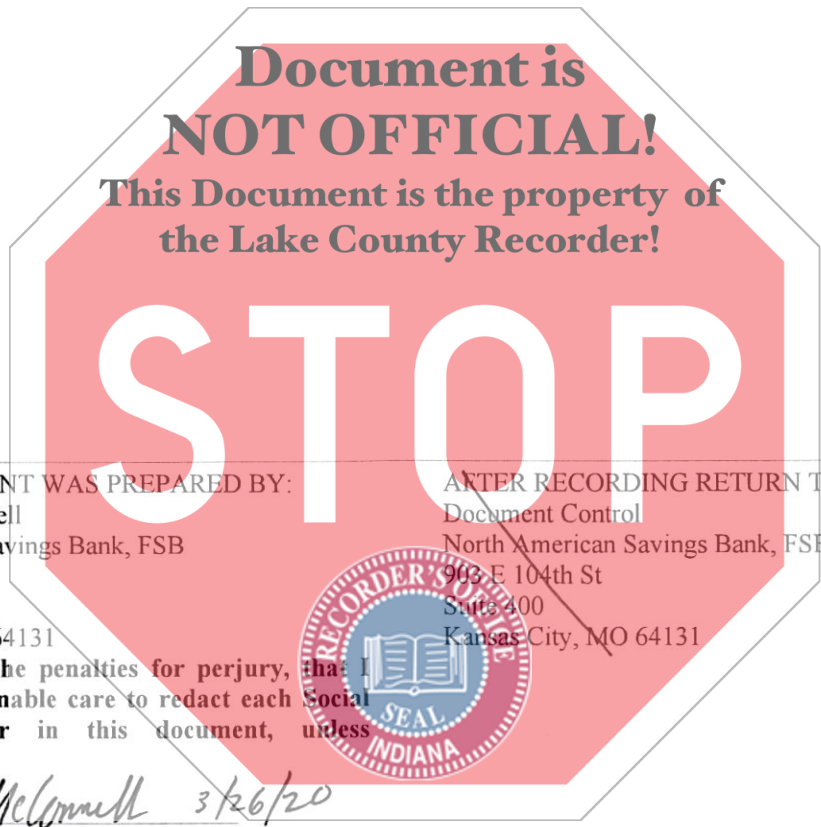 Document is
NOT OFFICIAL!
This Document is the property of
the Lake County Recorder!
STOP
NT WAS PREPARED BY:
ell
avings Bank, FSB
64131
he penalties for perjury, that I
nable care to redact each Social
r in this document, unless
McConnell 3/26/20
AFTER RECORDING RETURN T
Document Control
North American Savings Bank, FSB
903 E 104th St
Suite 400
Kansas City, MO 64131
RECORDER'S OFFICE
SEAL
INDIANA